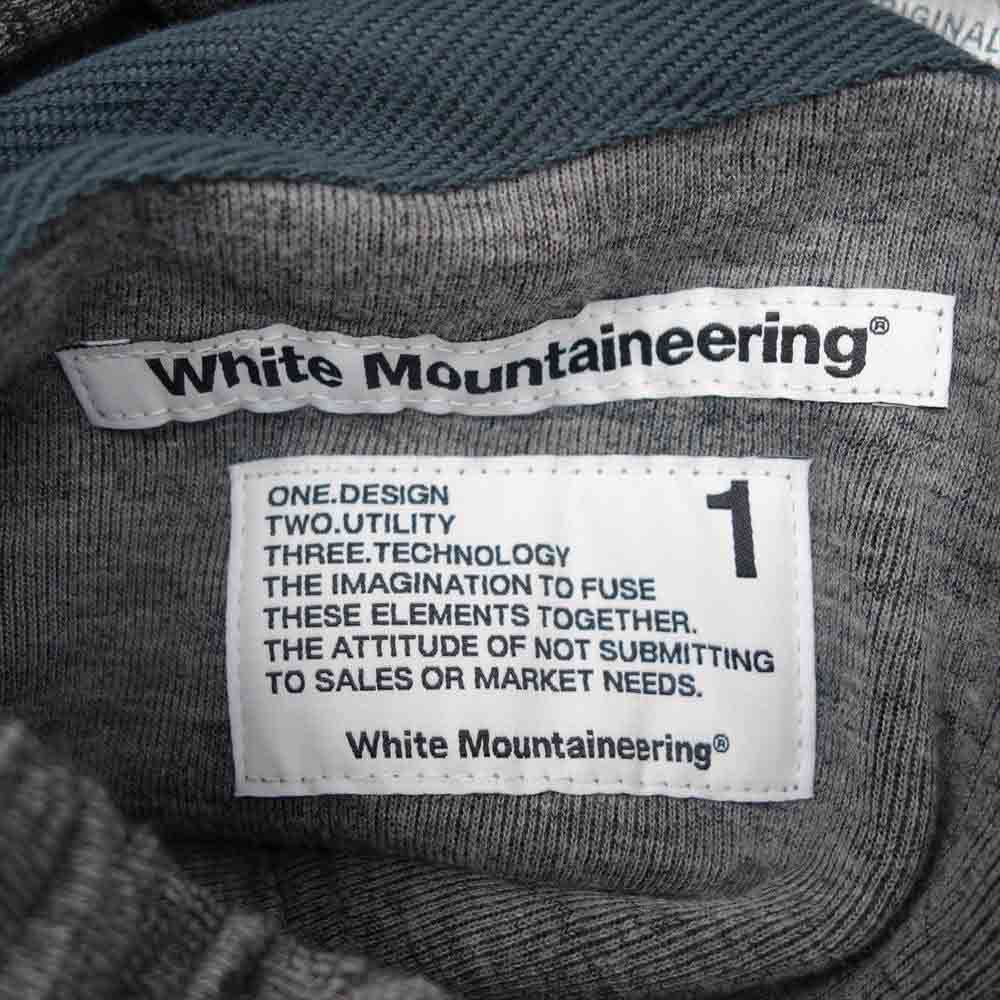 ORIGINAL
White Mountaineering®
1
ONE.DESIGN
TWO.UTILITY
THREE.TECHNOLOGY
THE IMAGINATION TO FUSE
THESE ELEMENTS TOGETHER.
THE ATTITUDE OF NOT SUBMITTING
TO SALES OR MARKET NEEDS.
White Mountaineering®